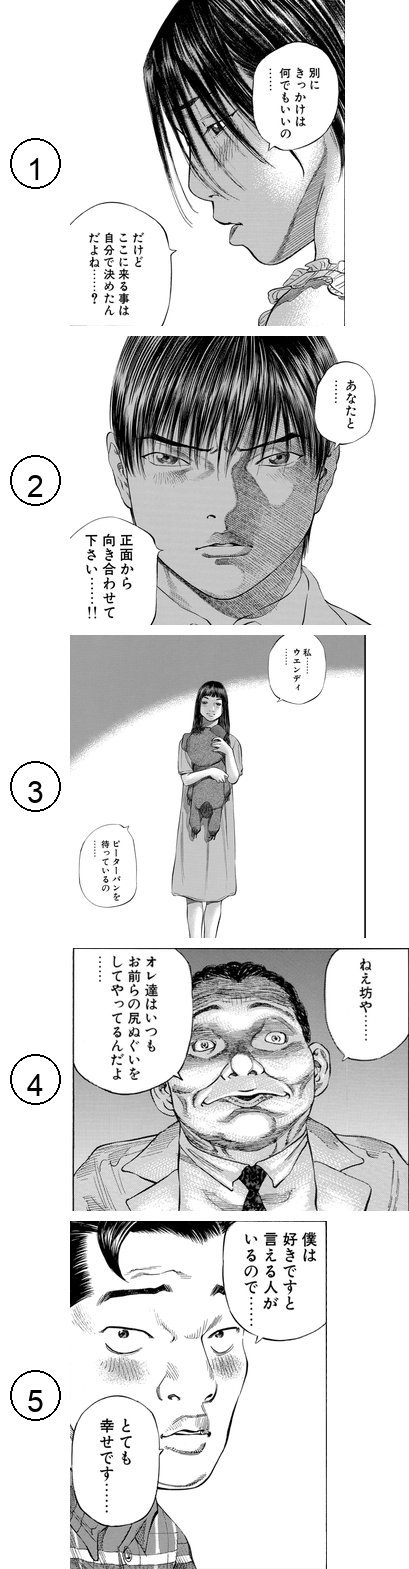 1
別に
きっかけは
何でもいいの
……
だけど
ここに来る事は
自分で決めたん
だよね……？
2
あなたと
……
正面から
向き合わせて
下さい……!!
3
私……
ウエンディ
……
ピーターパンを
待っているの
……
4
ねえ坊や……
オレ達はいつも
お前らの尻ぬぐいを
してやってるんだよ
……
5
僕は
好きですと
言える人が
いるので……
とても
幸せです……